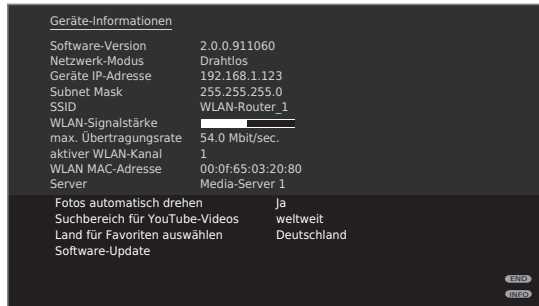 Geräte-Informationen
Software-Version 2.0.0.911060
Netzwerk-Modus Drahtlos
Geräte IP-Adresse 192.168.1.123
Subnet Mask 255.255.255.0
SSID WLAN-Router_1
WLAN-Signalstärke
max. Übertragungsrate 54.0 Mbit/sec.
aktiver WLAN-Kanal 1
WLAN MAC-Adresse 00:0f:65:03:20:80
Server Media-Server 1
Fotos automatisch drehen Ja
Suchbereich für YouTube-Videos weltweit
Land für Favoriten auswählen Deutschland
Software-Update
END
INFO